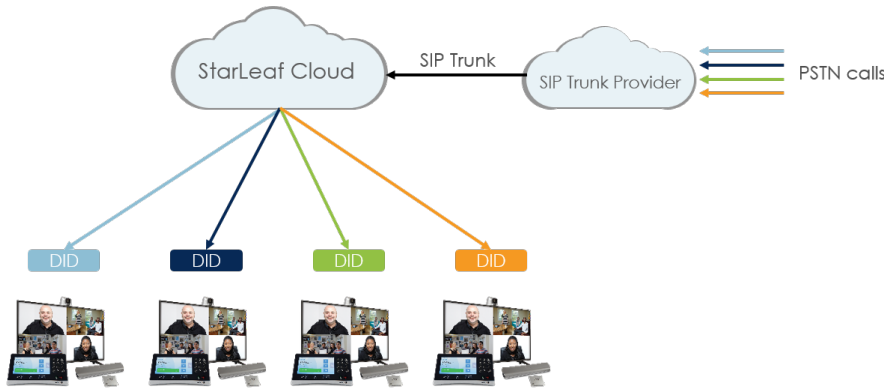 StarLeaf Cloud
SIP Trunk
SIP Trunk Provider
PSTN calls
DID
DID
DID
DID